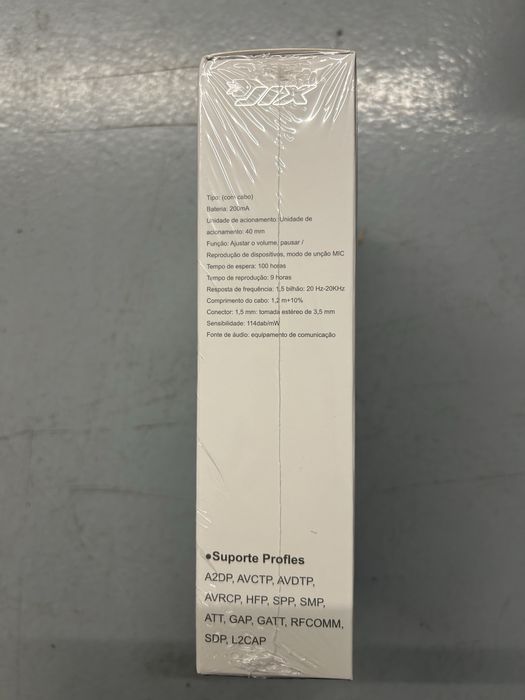 JIX
Tipo: (com cabo)
Bateria: 200mA
Unidade de acionamento: Unidade de
acionamento: 40 mm
Função: Ajustar o volume, pausar /
Reprodução de dispositivos, modo de unção MIC
Tempo de espera: 100 horas
Tempo de reprodução: 9 horas
Resposta de frequência: 1,5 bilhão: 20 Hz-20KHz
Comprimento do cabo: 1,2 m+10%
Conector: 1,5 mm: tomada estéreo de 3,5 mm
Sensibilidade: 114dab/mW
Fonte de áudio: equipamento de comunicação
●Suporte Profles
A2DP, AVCTP, AVDTP,
AVRCP, HFP, SPP, SMP,
ATT, GAP, GATT, RFCOMM,
SDP, L2CAP